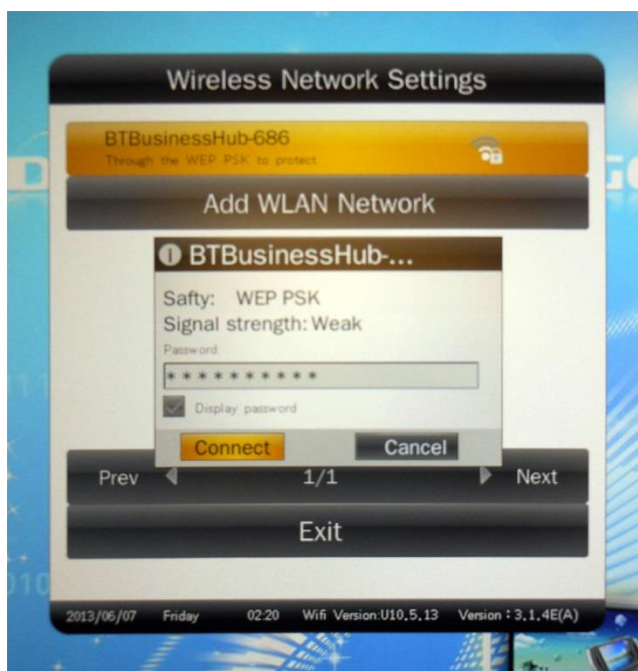 Wireless Network Settings
BTBusinessHub-686
Through the WEP PSK to protect
Add WLAN Network
BTBusinessHub-...
Safty: WEP PSK
Signal strength: Weak
Password:
* * * * * * * * * *
Display password
Connect Cancel
Prev 1/1 Next
Exit
2013/06/07 Friday 02:20 Wifi Version:U10.5.13 Version : 3.1.4E(A)